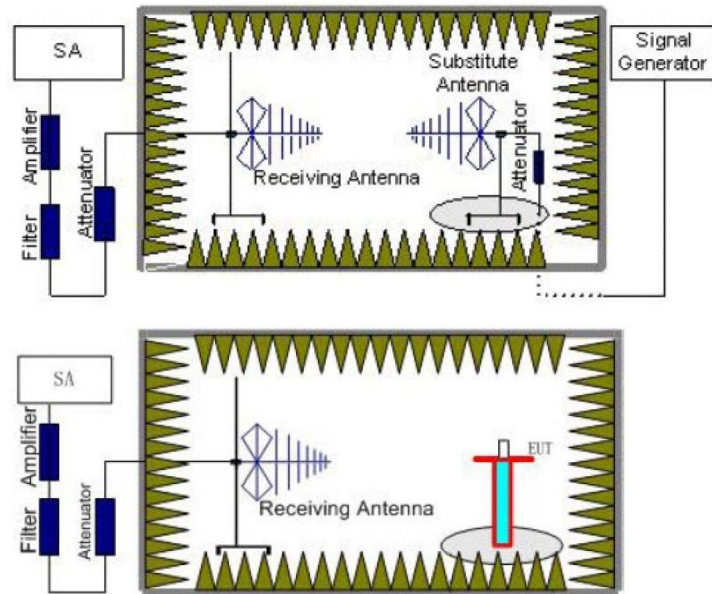 SA
Signal
Generator
Substitute
Antenna
Amplifier
Attenuator
Filter
Receiving Antenna
Attenuator
SA
Amplifier
Filter
Attenuator
EUT
Receiving Antenna